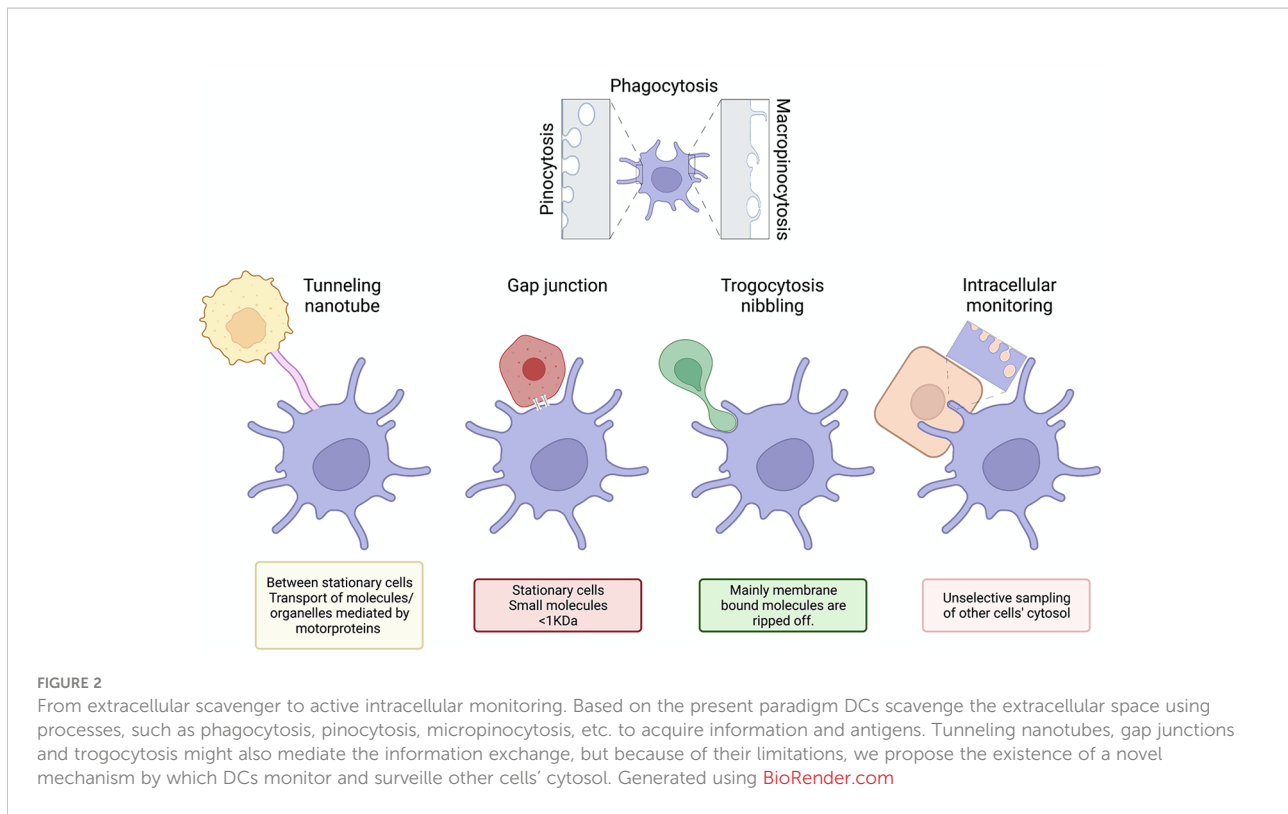 Phagocytosis
Pinocytosis
Macropinocytosis
Tunneling
nanotube
Gap junction
Trogocytosis
nibbling
Intracellular
monitoring
Between stationary cells
Transport of molecules/
organelles mediated by
motorproteins
Stationary cells
Small molecules
<1KDa
Mainly membrane
bound molecules are
ripped off.
Unselective sampling
of other cells' cytosol
FIGURE 2
From extracellular scavenger to active intracellular monitoring. Based on the present paradigm DCs scavenge the extracellular space using
processes, such as phagocytosis, pinocytosis, micropinocytosis, etc. to acquire information and antigens. Tunneling nanotubes, gap junctions
and trogocytosis might also mediate the information exchange, but because of their limitations, we propose the existence of a novel
mechanism by which DCs monitor and surveille other cells’ cytosol. Generated using BioRender.com